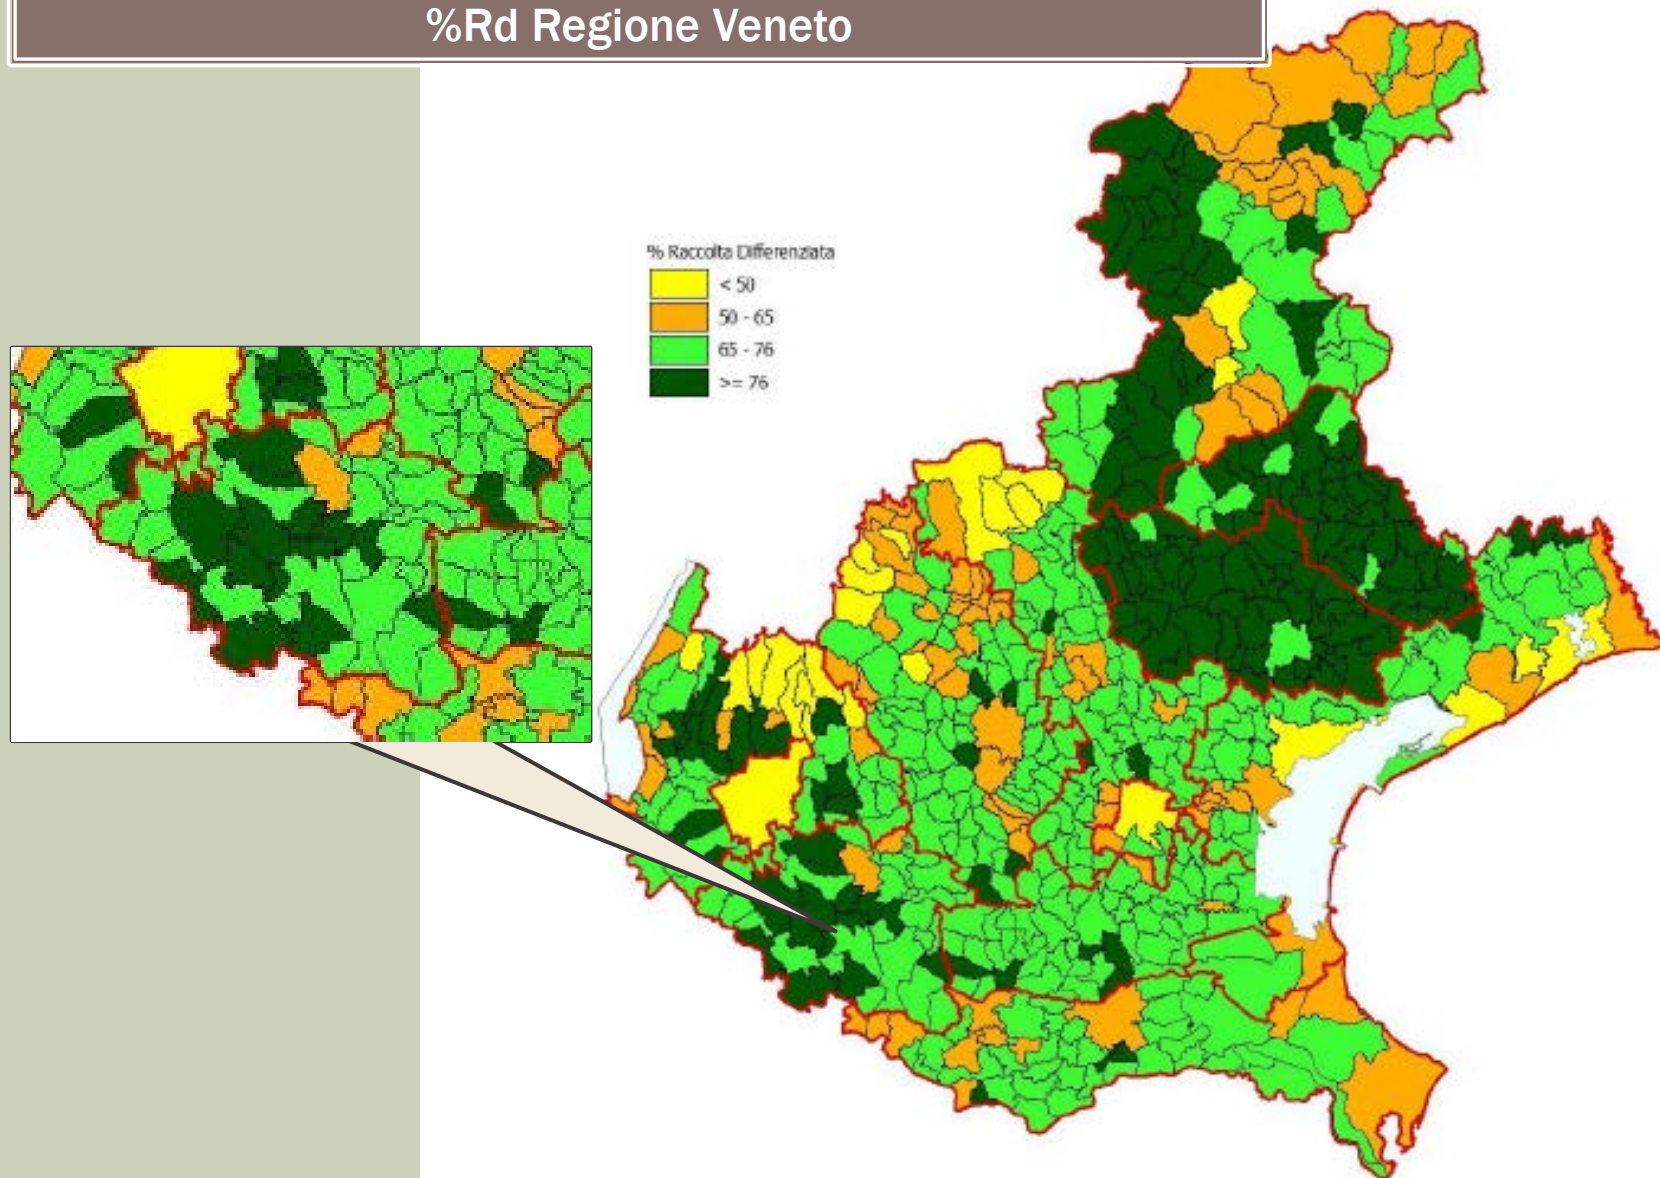 %Rd Regione Veneto
% Raccolta Differenziata
< 50
50 - 65
65 - 76
>= 76